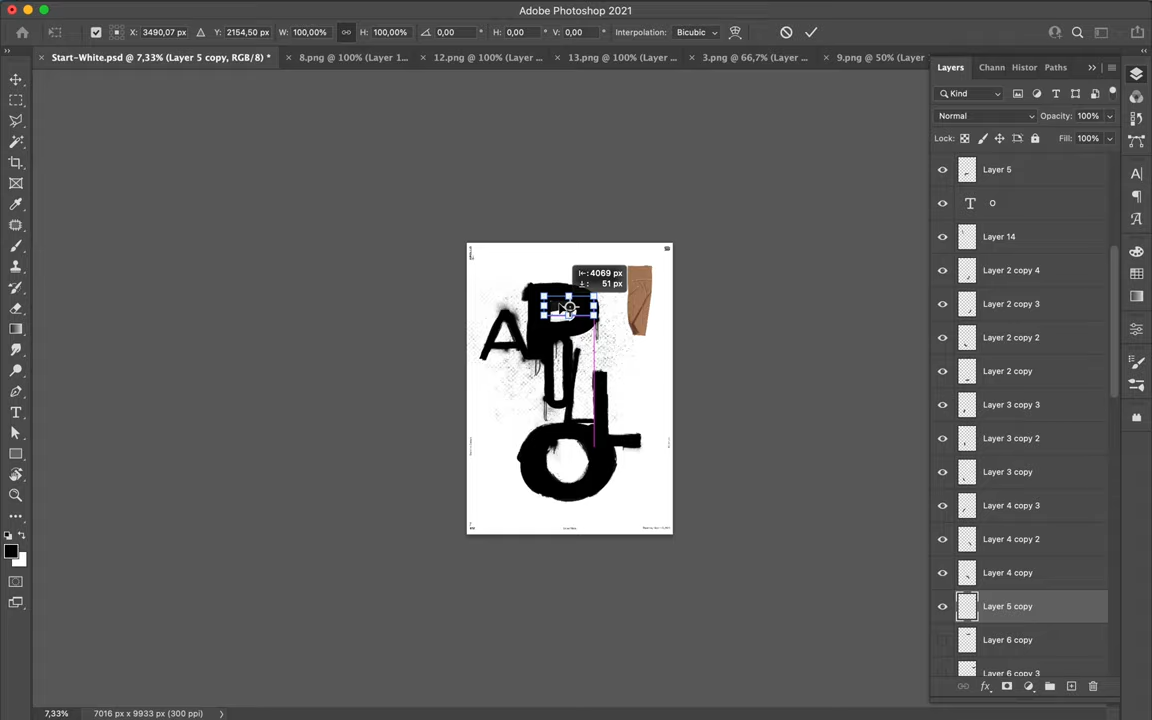 Adobe Photoshop 2021
X: 3490,07 px Y: 2154,50 px W: 100,00% H: 100,00% 0,00 ° H: 0,00 ° V: 0,00 ° Interpolation: Bicubic
Start-White.psd @ 7,33% (Layer 5 copy, RGB/8) * 8.png @ 100% (Layer 1... 12.png @ 100% (Layer ... 13.png @ 100% (Layer ... 3.png @ 66,7% (Layer ... 9.png @ 50% (Layer
Layers Chann Histor Paths
Kind
Normal Opacity: 100%
Lock: Fill: 100%
Layer 5
T O
Layer 14
Layer 2 copy 4
Layer 2 copy 3
Layer 2 copy 2
Layer 2 copy
Layer 3 copy 3
Layer 3 copy 2
Layer 3 copy
Layer 4 copy 3
Layer 4 copy 2
Layer 4 copy
Layer 5 copy
Layer 6 copy
Layer 6 copy 3
4069 px
51 px
A
P
O
L
7,33% 7016 px x 9933 px (300 ppi)